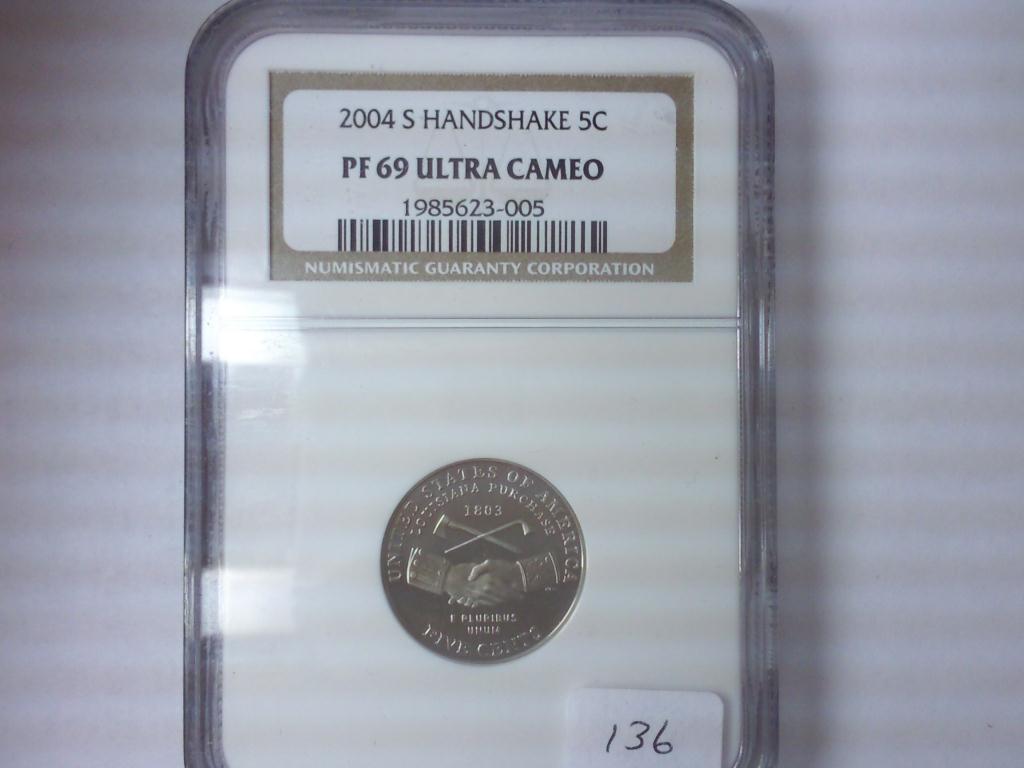 2004 S HANDSHAKE 5C
PF 69 ULTRA CAMEO
1985623-005
NUMISMATIC GUARANTY CORPORATION
UNITED STATES OF AMERICA
LOUISIANA PURCHASE
1803
E PLURIBUS
UNUM
FIVE CENTS
136